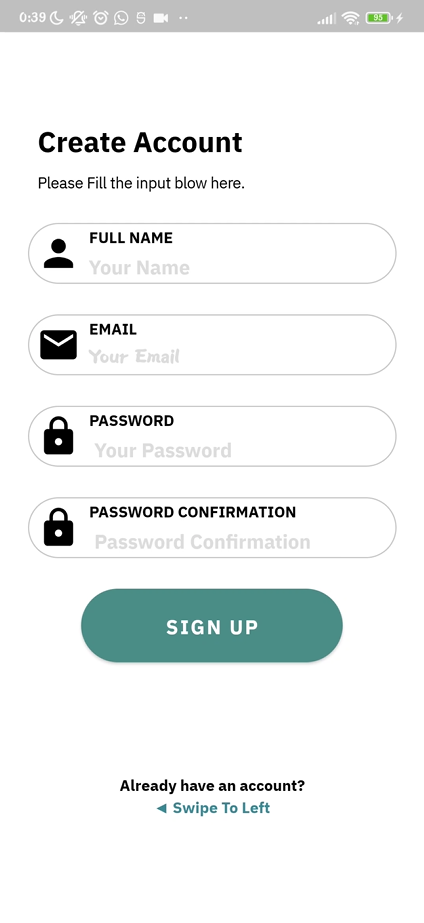 0:39
95
Create Account
Please Fill the input blow here.
FULL NAME
Your Name
EMAIL
Your Email
PASSWORD
Your Password
PASSWORD CONFIRMATION
Password Confirmation
SIGN UP
Already have an account?
◄ Swipe To Left